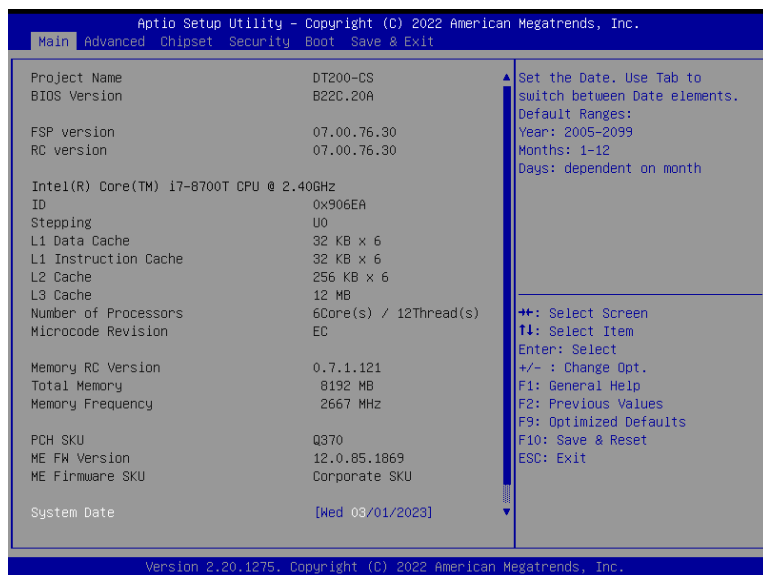 Aptio Setup Utility – Copyright (C) 2022 American Megatrends, Inc.
Main Advanced Chipset Security Boot Save & Exit
Project Name DT200-CS
BIOS Version B22C.20A
FSP version 07.00.76.30
RC version 07.00.76.30
Intel(R) Core(TM) i7-8700T CPU @ 2.40GHz
ID 0x906EA
Stepping U0
L1 Data Cache 32 KB x 6
L1 Instruction Cache 32 KB x 6
L2 Cache 256 KB x 6
L3 Cache 12 MB
Number of Processors 6Core(s) / 12Thread(s)
Microcode Revision EC
Memory RC Version 0.7.1.121
Total Memory 8192 MB
Memory Frequency 2667 MHz
PCH SKU Q370
ME FW Version 12.0.85.1869
ME Firmware SKU Corporate SKU
System Date [Wed 03/01/2023]
Set the Date. Use Tab to
switch between Date elements.
Default Ranges:
Year: 2005-2099
Months: 1-12
Days: dependent on month
→←: Select Screen
↑↓: Select Item
Enter: Select
+/- : Change Opt.
F1: General Help
F2: Previous Values
F9: Optimized Defaults
F10: Save & Reset
ESC: Exit
Version 2.20.1275. Copyright (C) 2022 American Megatrends, Inc.